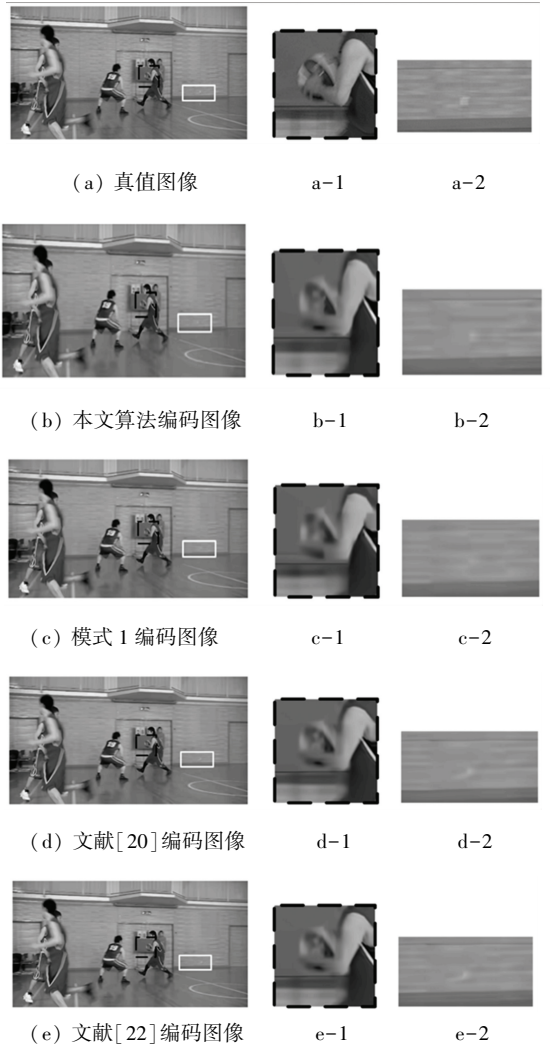 (a) 真值图像 a-1 a-2
(b) 本文算法编码图像 b-1 b-2
(c) 模式 1 编码图像 c-1 c-2
(d) 文献[20]编码图像 d-1 d-2
(e) 文献[22]编码图像 e-1 e-2